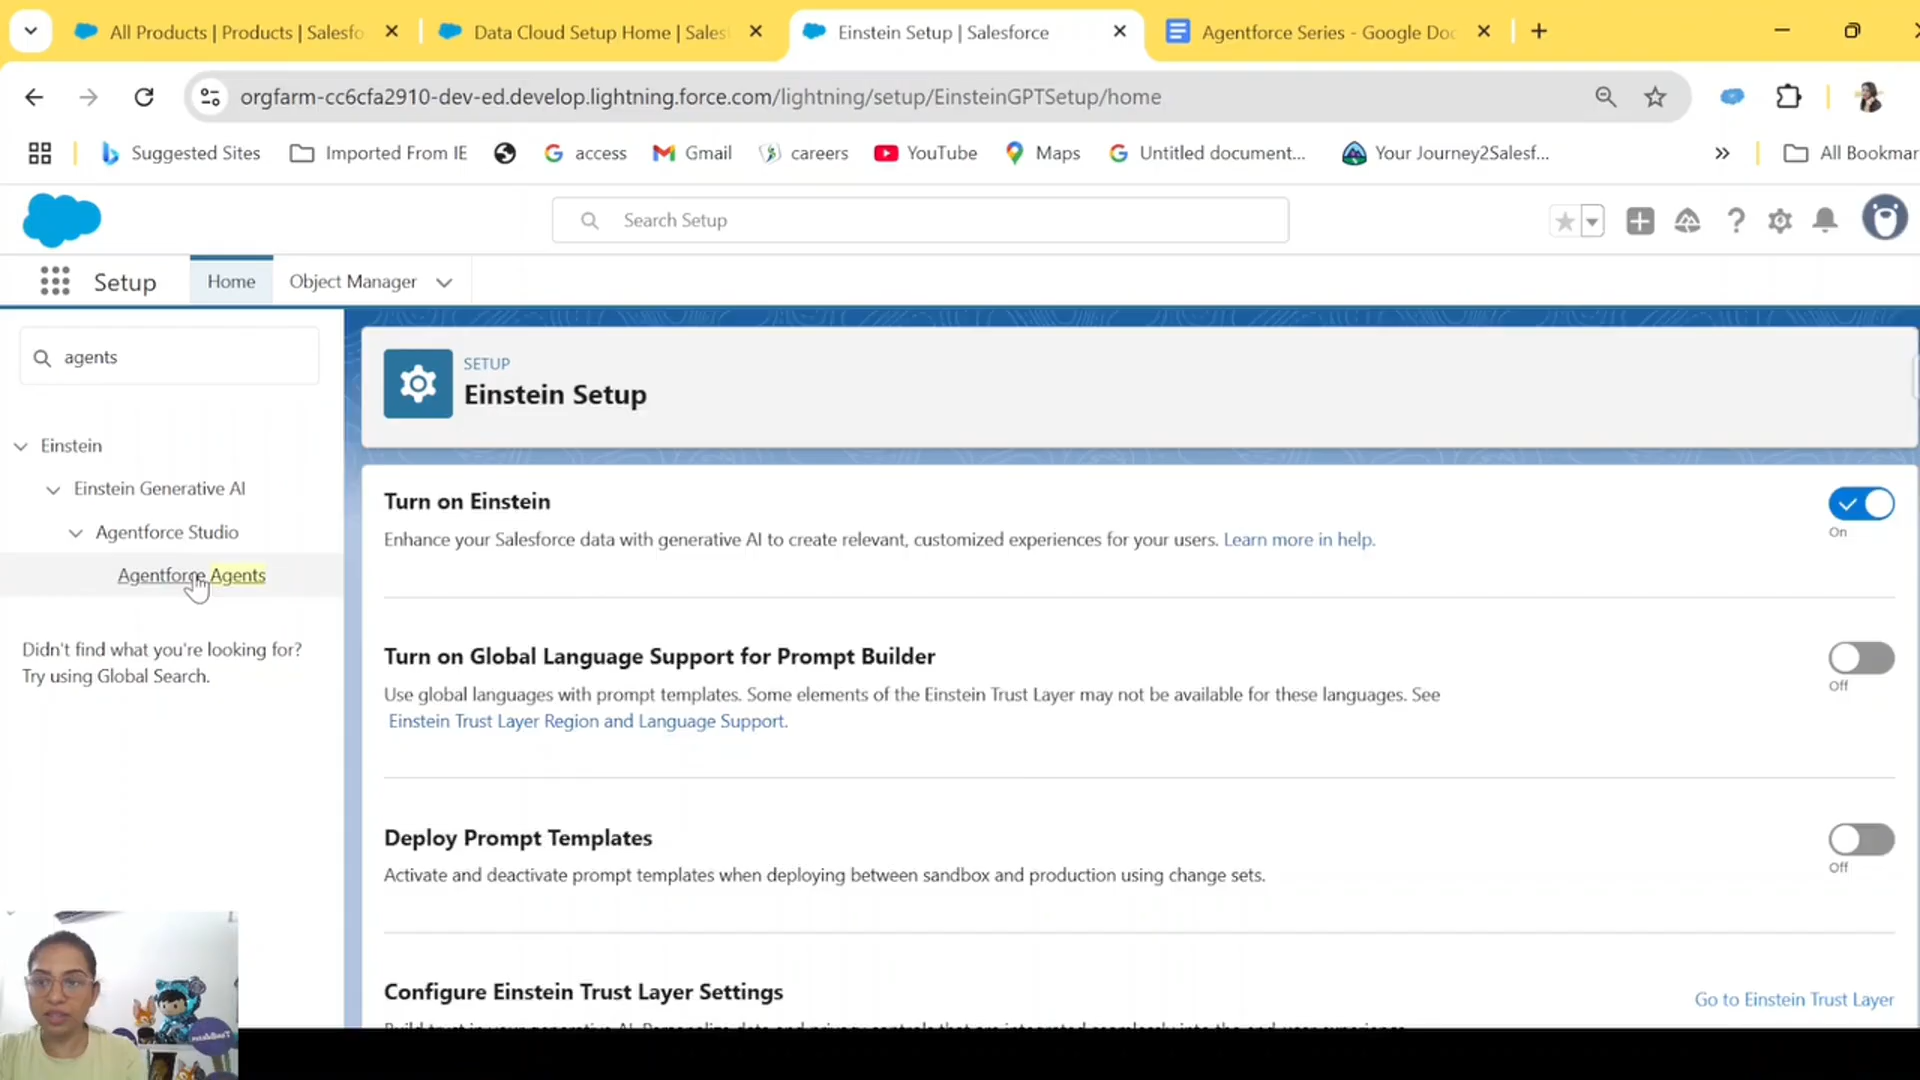 All Products | Products | Salesfo
Data Cloud Setup Home | Sales
Einstein Setup | Salesforce
Agentforce Series - Google Doc
orgfarm-cc6cfa2910-dev-ed.develop.lightning.force.com/lightning/setup/EinsteinGPTSetup/home
Suggested Sites
Imported From IE
access
Gmail
careers
YouTube
Maps
Untitled document...
Your Journey2Salesf...
All Bookmar
Search Setup
Setup
Home
Object Manager
agents
Einstein
Einstein Generative AI
Agentforce Studio
Agentforce Agents
Didn't find what you're looking for?
Try using Global Search.
SETUP
Einstein Setup
Turn on Einstein
Enhance your Salesforce data with generative AI to create relevant, customized experiences for your users. Learn more in help.
On
Turn on Global Language Support for Prompt Builder
Use global languages with prompt templates. Some elements of the Einstein Trust Layer may not be available for these languages. See
Einstein Trust Layer Region and Language Support.
Off
Deploy Prompt Templates
Activate and deactivate prompt templates when deploying between sandbox and production using change sets.
Off
Configure Einstein Trust Layer Settings
Go to Einstein Trust Layer